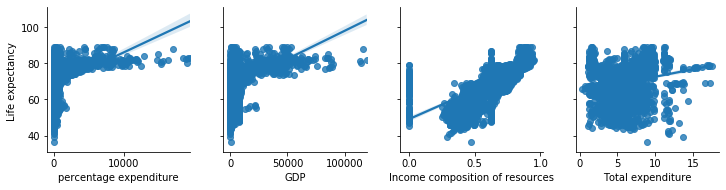 Life expectancy
100
80
60
40
0 10000
percentage expenditure
0 50000 100000
GDP
0.0 0.5 1.0
Income composition of resources
0 5 10 15
Total expenditure